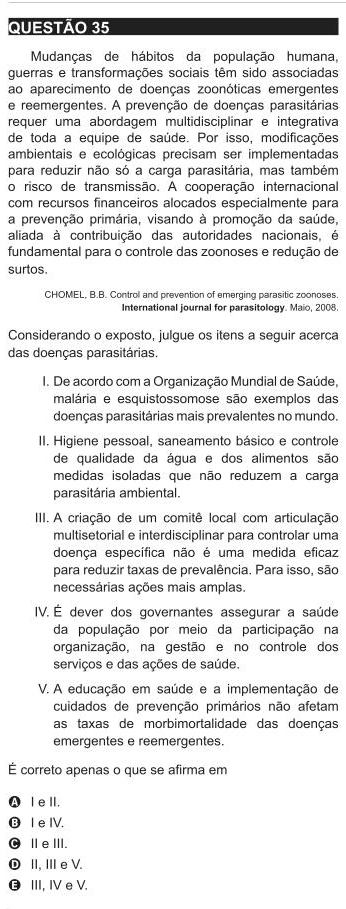 QUESTÃO 35
Mudanças de hábitos da população humana,
guerras e transformações sociais têm sido associadas
ao aparecimento de doenças zoonóticas emergentes
e reemergentes. A prevenção de doenças parasitárias
requer uma abordagem multidisciplinar e integrativa
de toda a equipe de saúde. Por isso, modificações
ambientais e ecológicas precisam ser implementadas
para reduzir não só a carga parasitária, mas também
o risco de transmissão. A cooperação internacional
com recursos financeiros alocados especialmente para
a prevenção primária, visando à promoção da saúde,
aliada à contribuição das autoridades nacionais, é
fundamental para o controle das zoonoses e redução de
surtos.
CHOMEL, B.B. Control and prevention of emerging parasitic zoonoses.
International journal for parasitology. Maio, 2008.
Considerando o exposto, julgue os itens a seguir acerca
das doenças parasitárias.
I. De acordo com a Organização Mundial de Saúde,
malária e esquistossomose são exemplos das
doenças parasitárias mais prevalentes no mundo.
II. Higiene pessoal, saneamento básico e controle
de qualidade da água e dos alimentos são
medidas isoladas que não reduzem a carga
parasitária ambiental.
III. A criação de um comitê local com articulação
multisetorial e interdisciplinar para controlar uma
doença específica não é uma medida eficaz
para reduzir taxas de prevalência. Para isso, são
necessárias ações mais amplas.
IV. É dever dos governantes assegurar a saúde
da população por meio da participação na
organização, na gestão e no controle dos
serviços e das ações de saúde.
V. A educação em saúde e a implementação de
cuidados de prevenção primários não afetam
as taxas de morbimortalidade das doenças
emergentes e reemergentes.
É correto apenas o que se afirma em
A I e II.
B I e IV.
C II e III.
D II, III e V.
E III, IV e V.